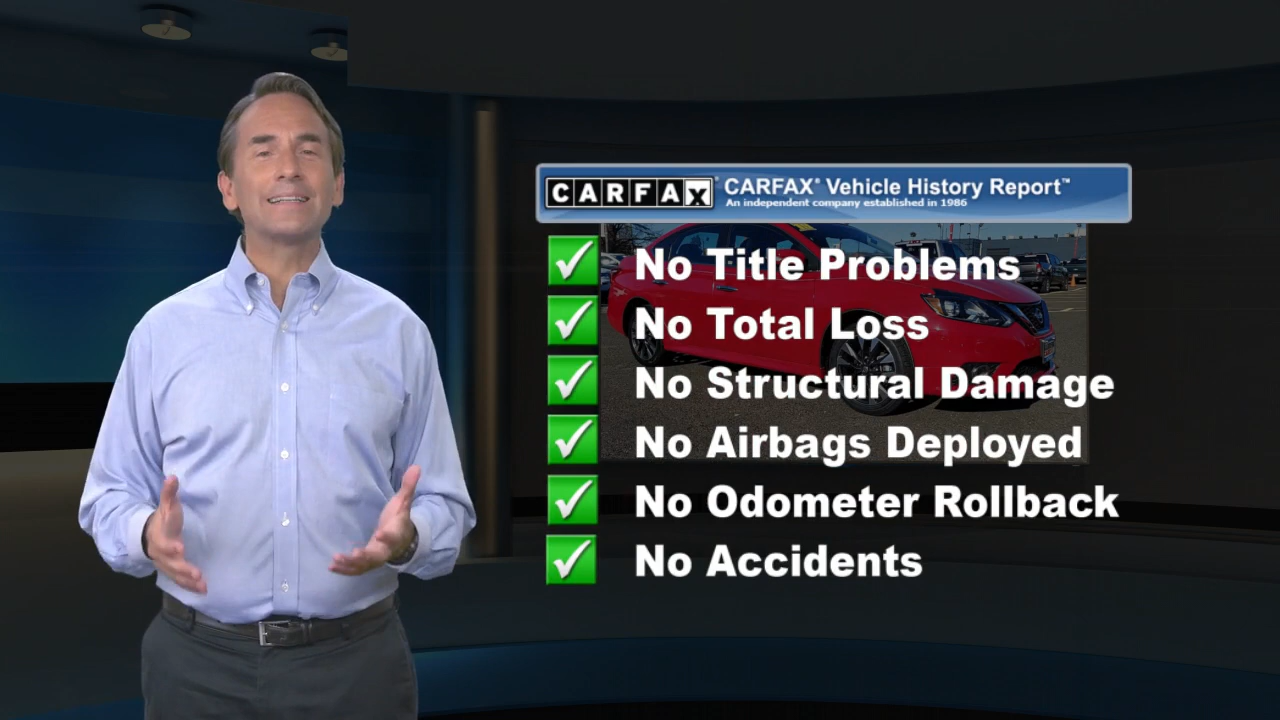 CARFAX® CARFAX® Vehicle History Report™
An independent company established in 1986
No Title Problems
No Total Loss
No Structural Damage
No Airbags Deployed
No Odometer Rollback
No Accidents